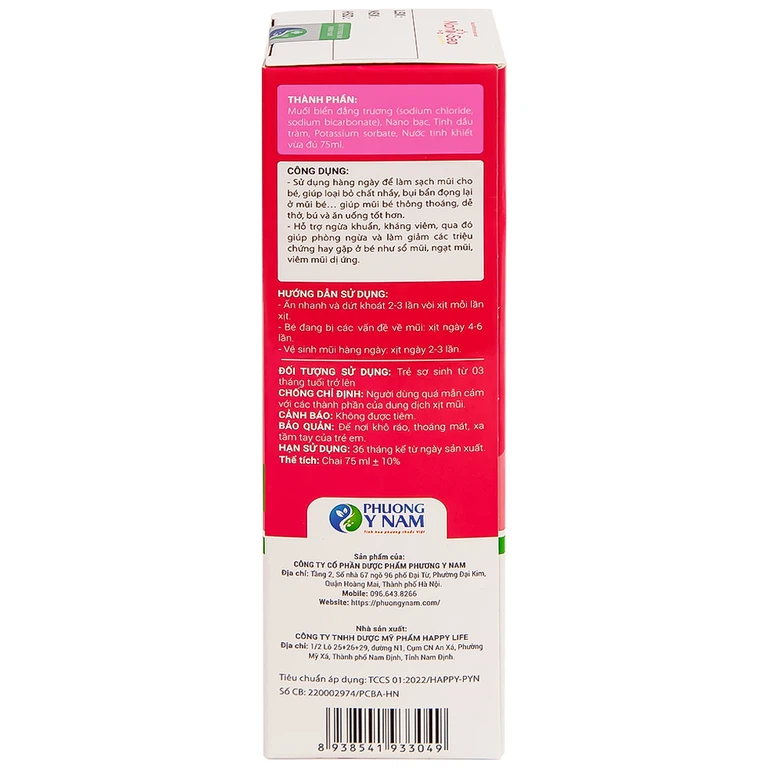 THÀNH PHẦN:
Muối biển đẳng trương (sodium chloride,
sodium bicarbonate), Nano bạc, Tinh dầu
tràm, Potassium sorbate, Nước tinh khiết
vừa đủ 75ml.
CÔNG DỤNG:
- Sử dụng hàng ngày để làm sạch mũi cho
bé, giúp loại bỏ chất nhầy, bụi bẩn đọng lại
ở mũi bé... giúp mũi bé thông thoáng, dễ
thở, bú và ăn uống tốt hơn.
- Hỗ trợ ngừa khuẩn, kháng viêm, qua đó
giúp phòng ngừa và làm giảm các triệu
chứng hay gặp ở bé như sổ mũi, ngạt mũi,
viêm mũi dị ứng.
HƯỚNG DẪN SỬ DỤNG:
- Ấn nhanh và dứt khoát 2-3 lần vòi xịt mỗi lần
xịt.
- Bé đang bị các vấn đề về mũi: xịt ngày 4-6
lần.
- Vệ sinh mũi hàng ngày: xịt ngày 2-3 lần.
ĐỐI TƯỢNG SỬ DỤNG: Trẻ sơ sinh từ 03
tháng tuổi trở lên
CHỐNG CHỈ ĐỊNH: Người dùng quá mẫn cảm
với các thành phần của dung dịch xịt mũi.
CẢNH BÁO: Không được tiêm.
BẢO QUẢN: Để nơi khô ráo, thoáng mát, xa
tầm tay của trẻ em.
HẠN SỬ DỤNG: 36 tháng kể từ ngày sản xuất.
Thể tích: Chai 75 ml ± 10%
PHUONG
Y NAM
Tinh hoa phương thuốc Việt
Sản phẩm của:
CÔNG TY CỔ PHẦN DƯỢC PHẨM PHƯƠNG Y NAM
Địa chỉ: Tầng 2, Số nhà 67 ngõ 96 phố Đại Từ, Phường Đại Kim,
Quận Hoàng Mai, Thành phố Hà Nội.
Mobile: 096.643.8266
Website: https://phuongynam.com/
Nhà sản xuất:
CÔNG TY TNHH DƯỢC MỸ PHẨM HAPPY LIFE
Địa chỉ: 1/2 Lô 25+26+29, đường N1, Cụm CN An Xá, Phường
Mỹ Xá, Thành phố Nam Định, Tỉnh Nam Định.
Tiêu chuẩn áp dụng: TCCS 01:2022/HAPPY-PYN
Số CB: 220002974/PCBA-HN
8 938541 933049